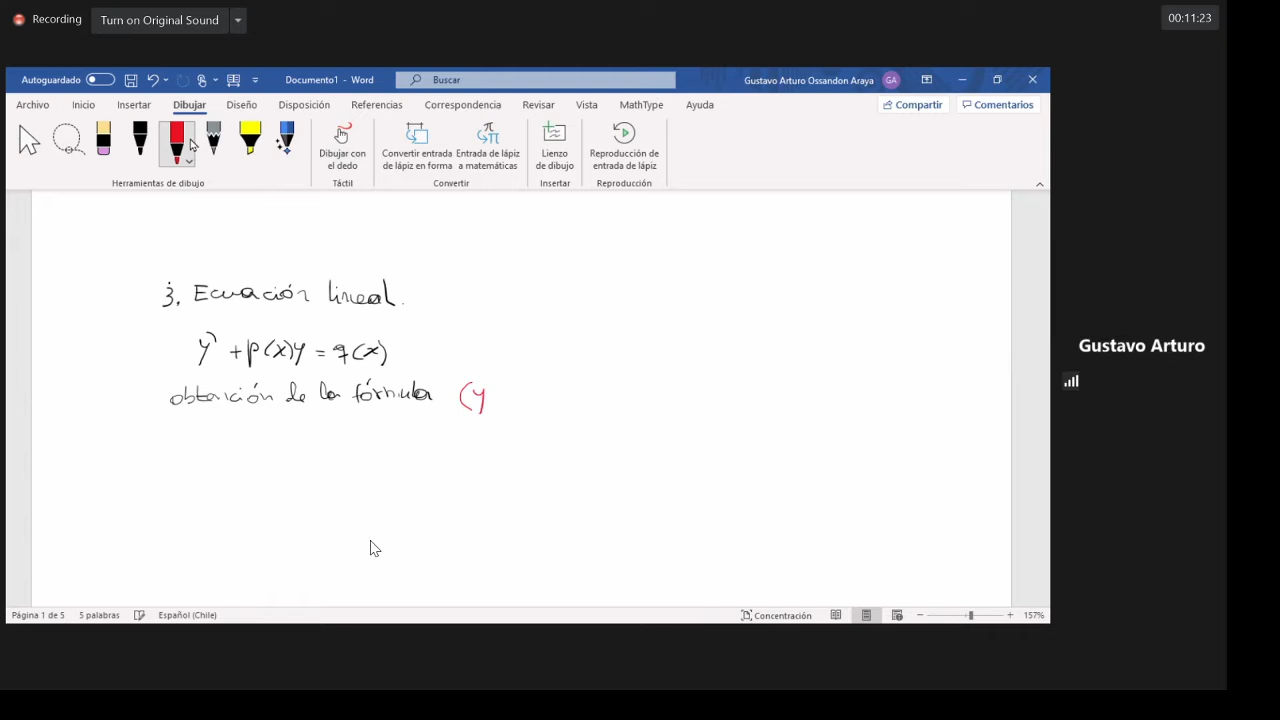 Recording
Turn on Original Sound
00:11:23
Autoguardado
Documento1 - Word
Buscar
Gustavo Arturo Ossandon Araya
GA
Archivo Inicio Insertar Dibujar Diseño Disposición Referencias Correspondencia Revisar Vista MathType Ayuda
Compartir
Comentarios
Dibujar con el dedo
Convertir entrada de lápiz en forma
Entrada de lápiz a matemáticas
Lienzo de dibujo
Reproducción de entrada de lápiz
Herramientas de dibujo
Táctil
Convertir
Insertar
Reproducción
3. Ecuación lineal.
y' + p(x)y = q(x)
obtención de la fórmula (y
Gustavo Arturo
Página 1 de 5
5 palabras
Español (Chile)
Concentración
157%